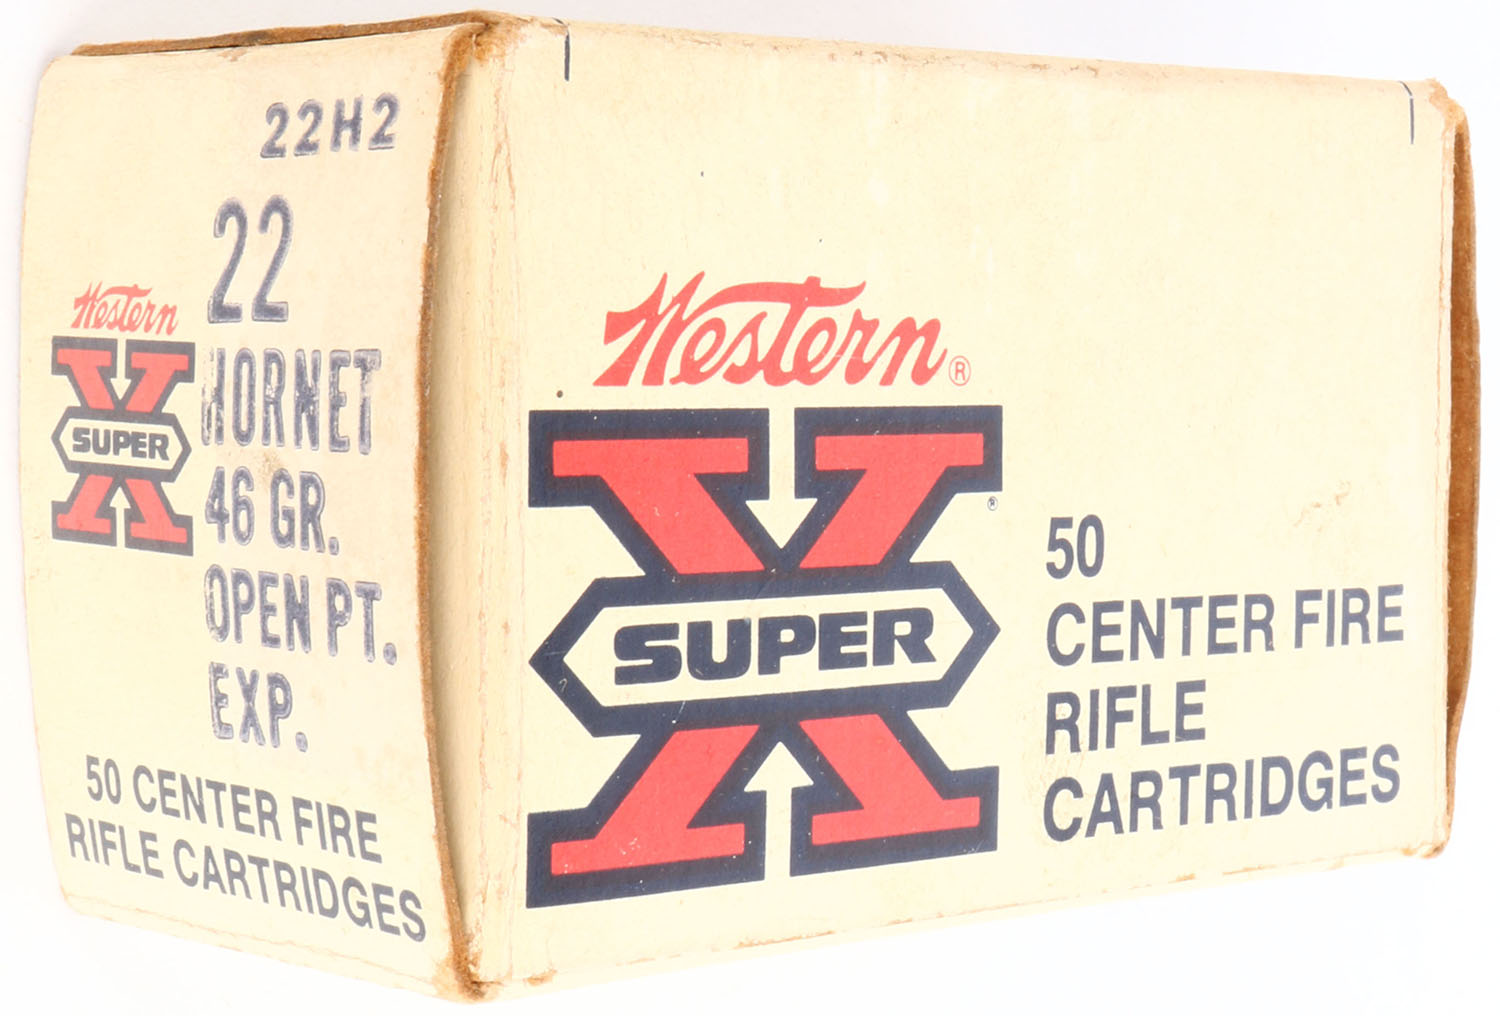 22H2
22
HORNET
46 GR.
OPEN PT.
EXP.
Western
SUPER
50 CENTER FIRE
RIFLE CARTRIDGES
Western®
SUPER
®
50
CENTER FIRE
RIFLE
CARTRIDGES